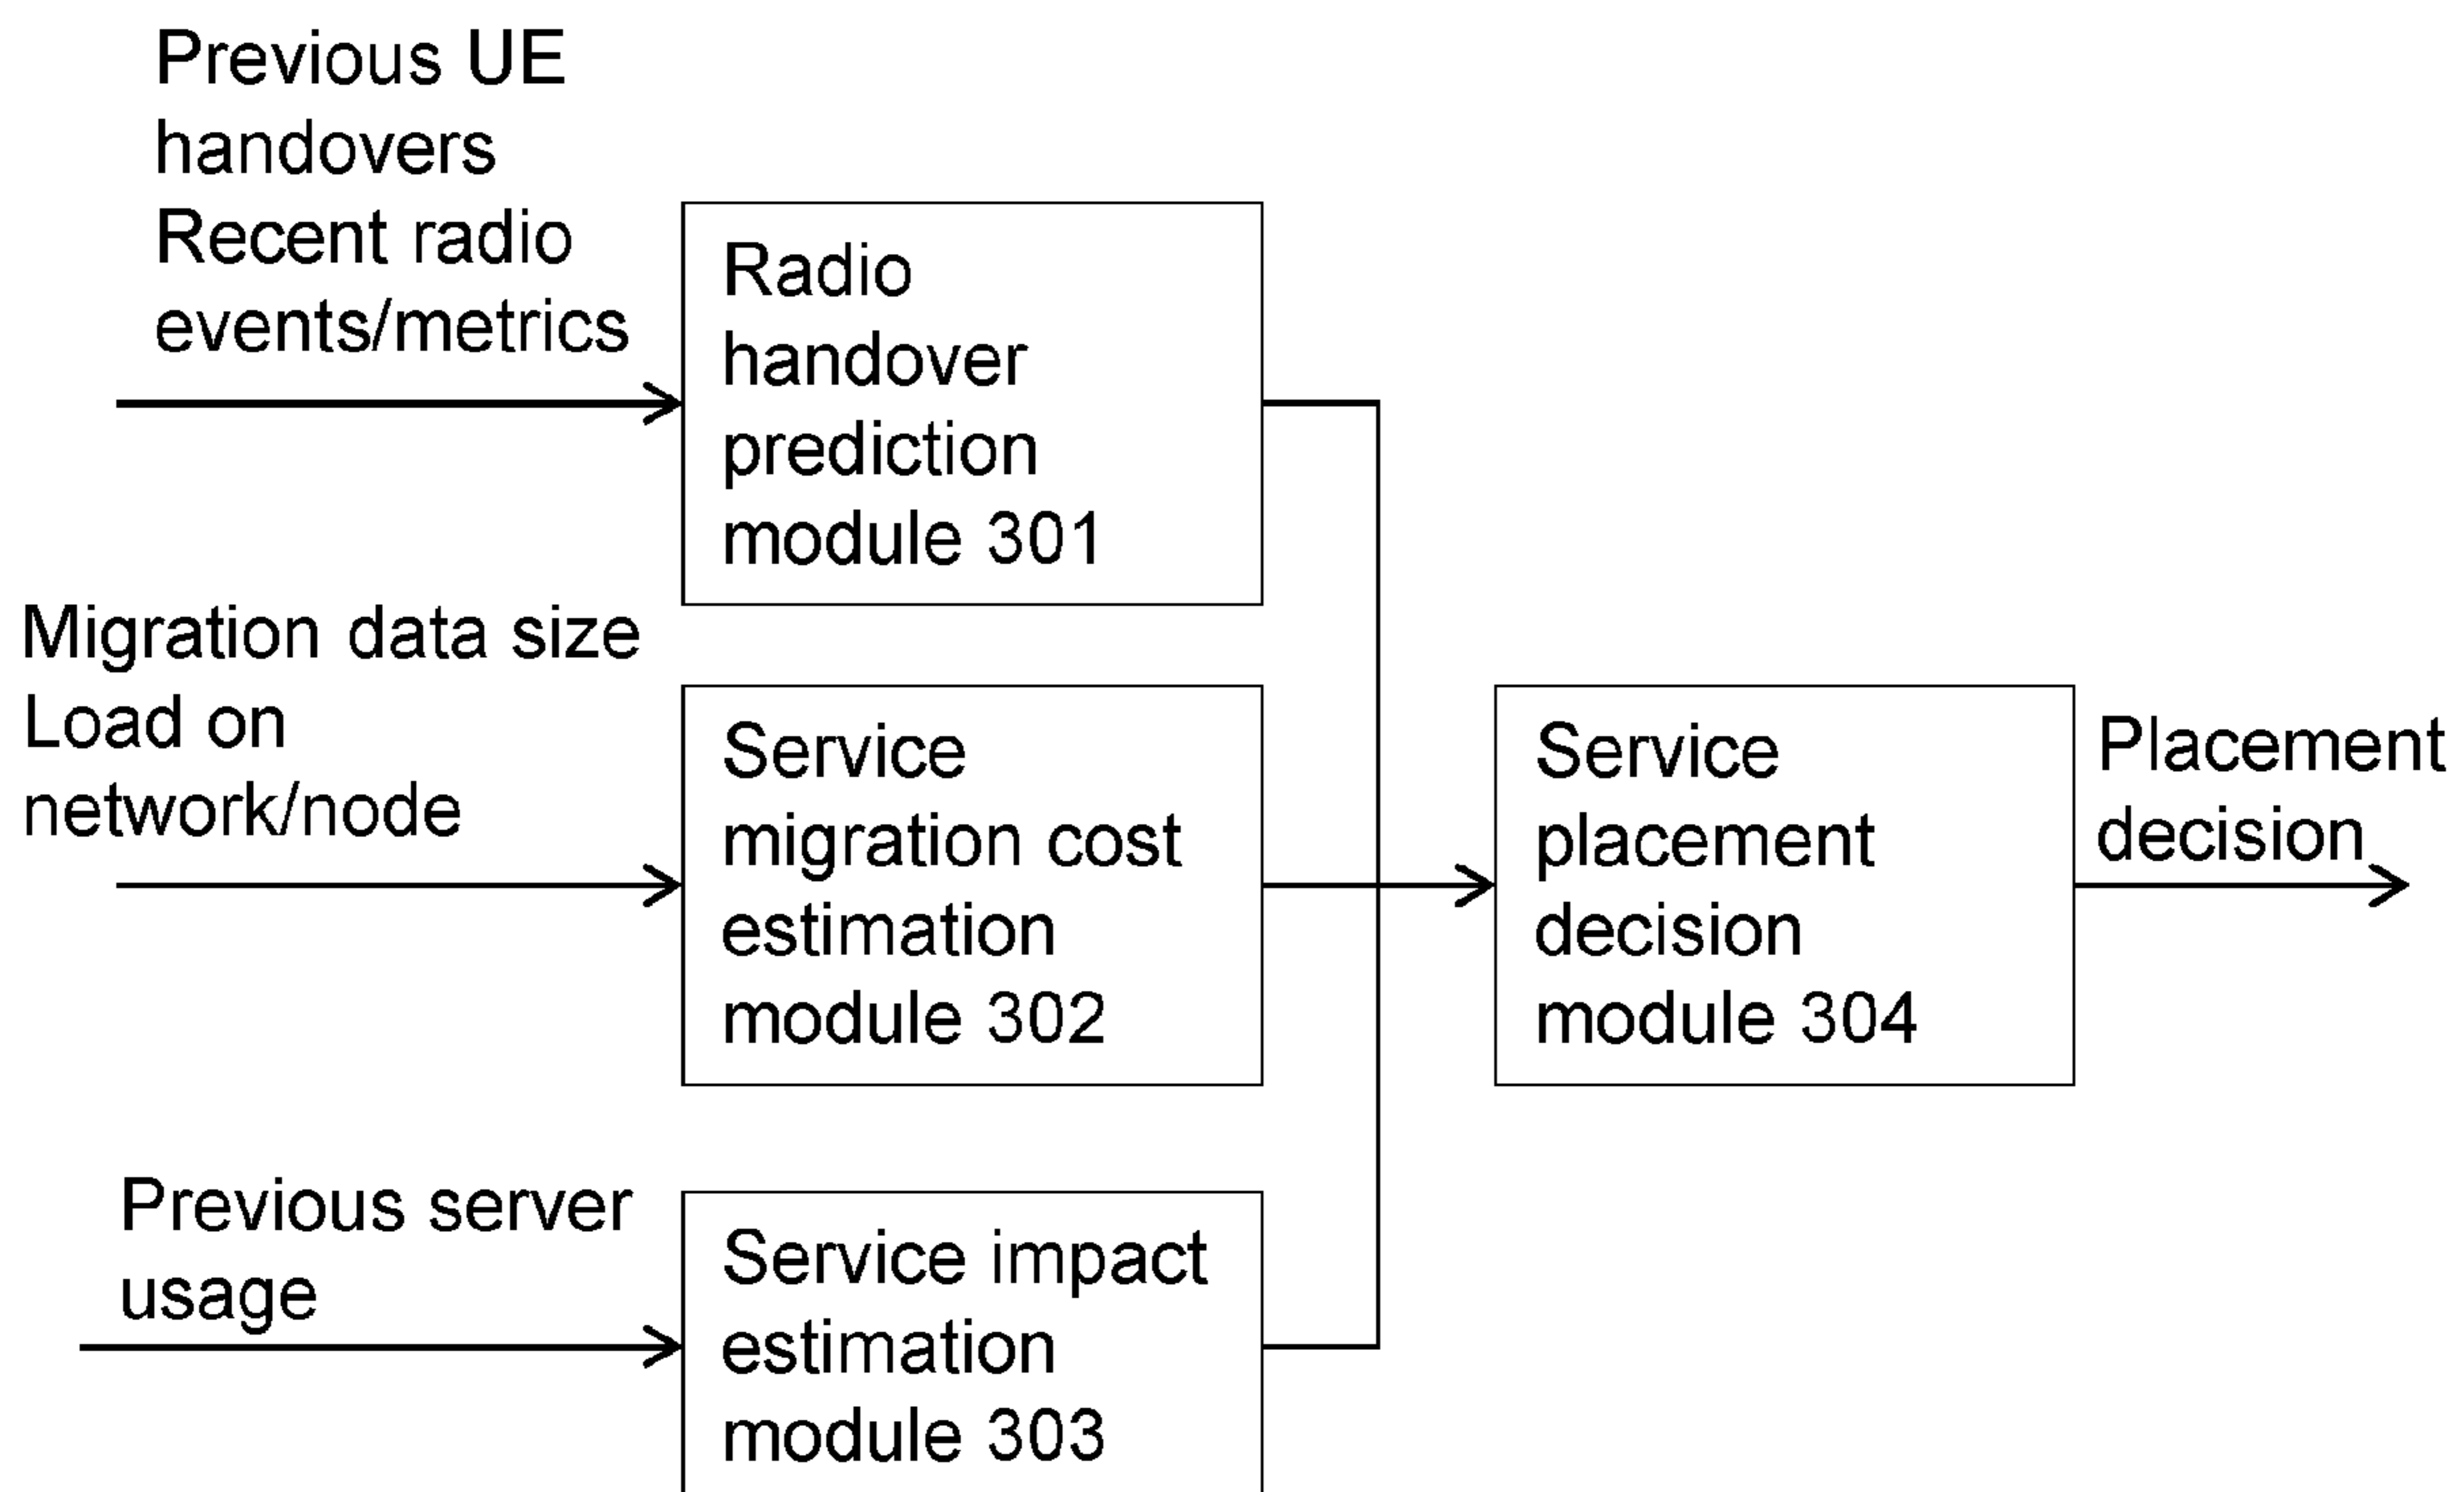 Previous UE
handovers
Recent radio
events/metrics
Radio
handover
prediction
module 301
Migration data size
Load on
network/node
Service
migration cost
estimation
module 302
Service
placement
decision
module 304
Placement
decision
Previous server
usage
Service impact
estimation
module 303